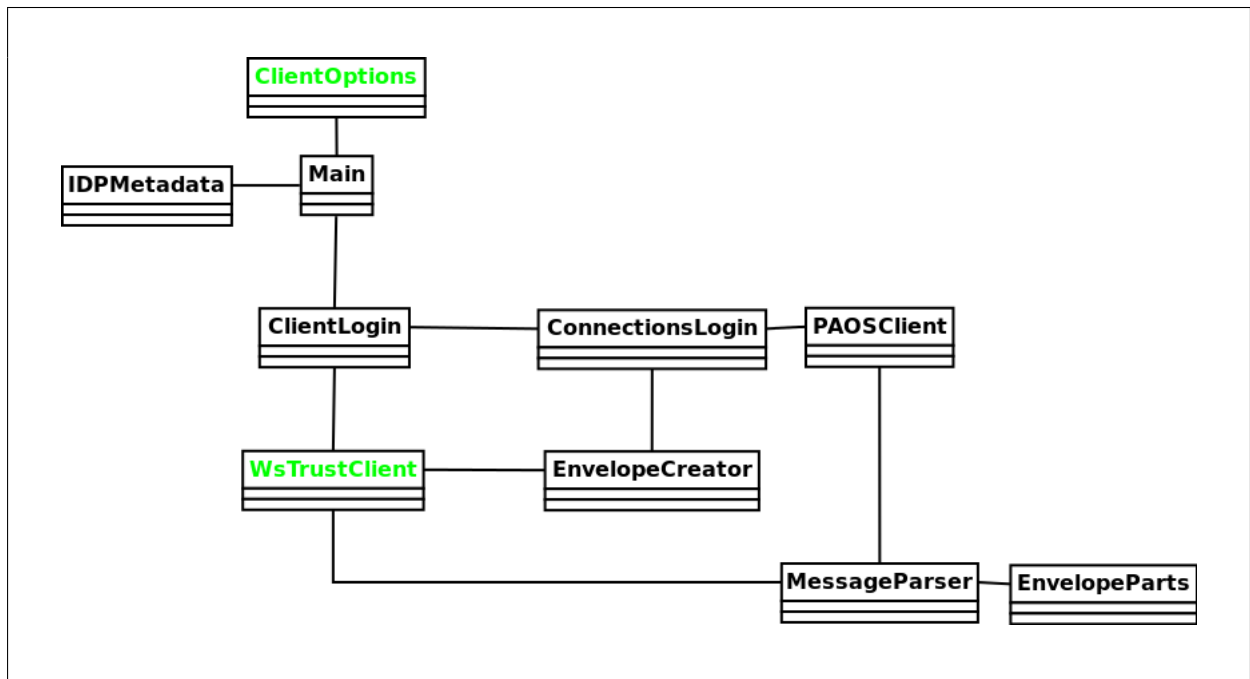 ClientOptions
IDPMetadata
Main
ClientLogin
ConnectionsLogin
PAOSClient
WsTrustClient
EnvelopeCreator
MessageParser
EnvelopeParts